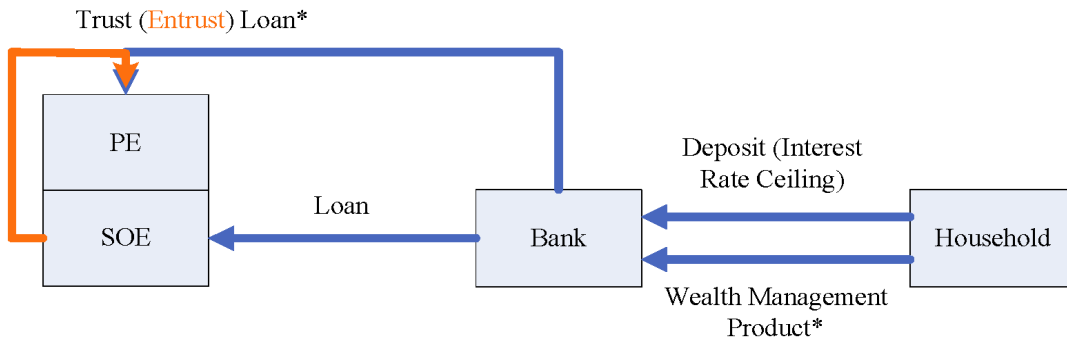 Trust (Entrust) Loan*
PE
SOE
Loan
Bank
Deposit (Interest
Rate Ceiling)
Wealth Management
Product*
Household